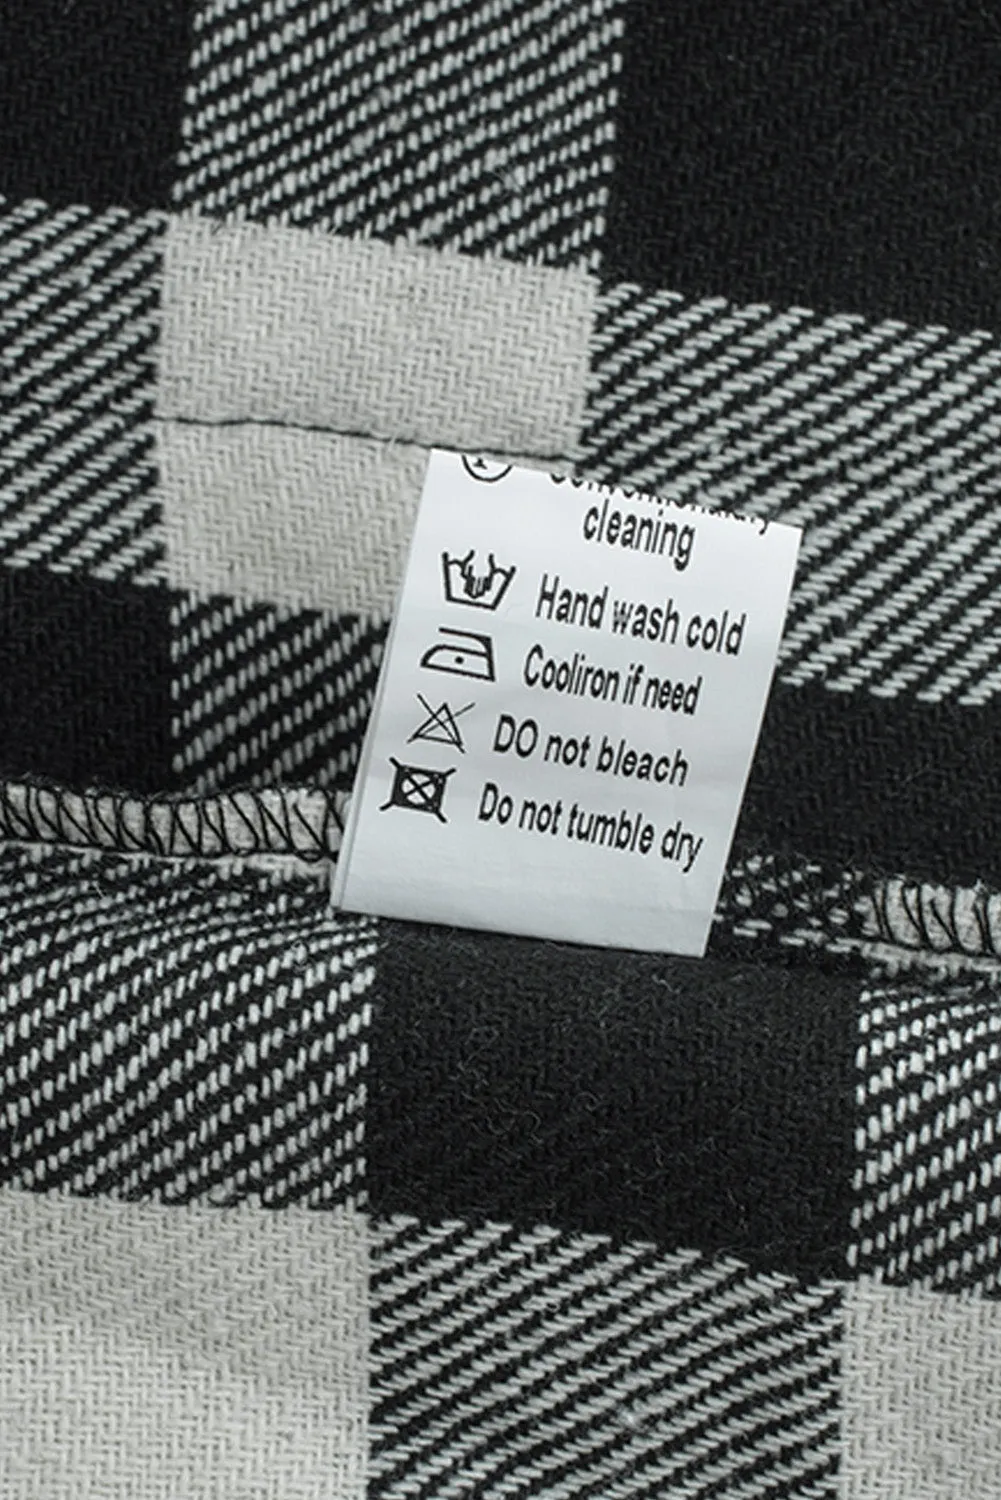 cleaning
Hand wash cold
Cooliron if need
DO not bleach
Do not tumble dry